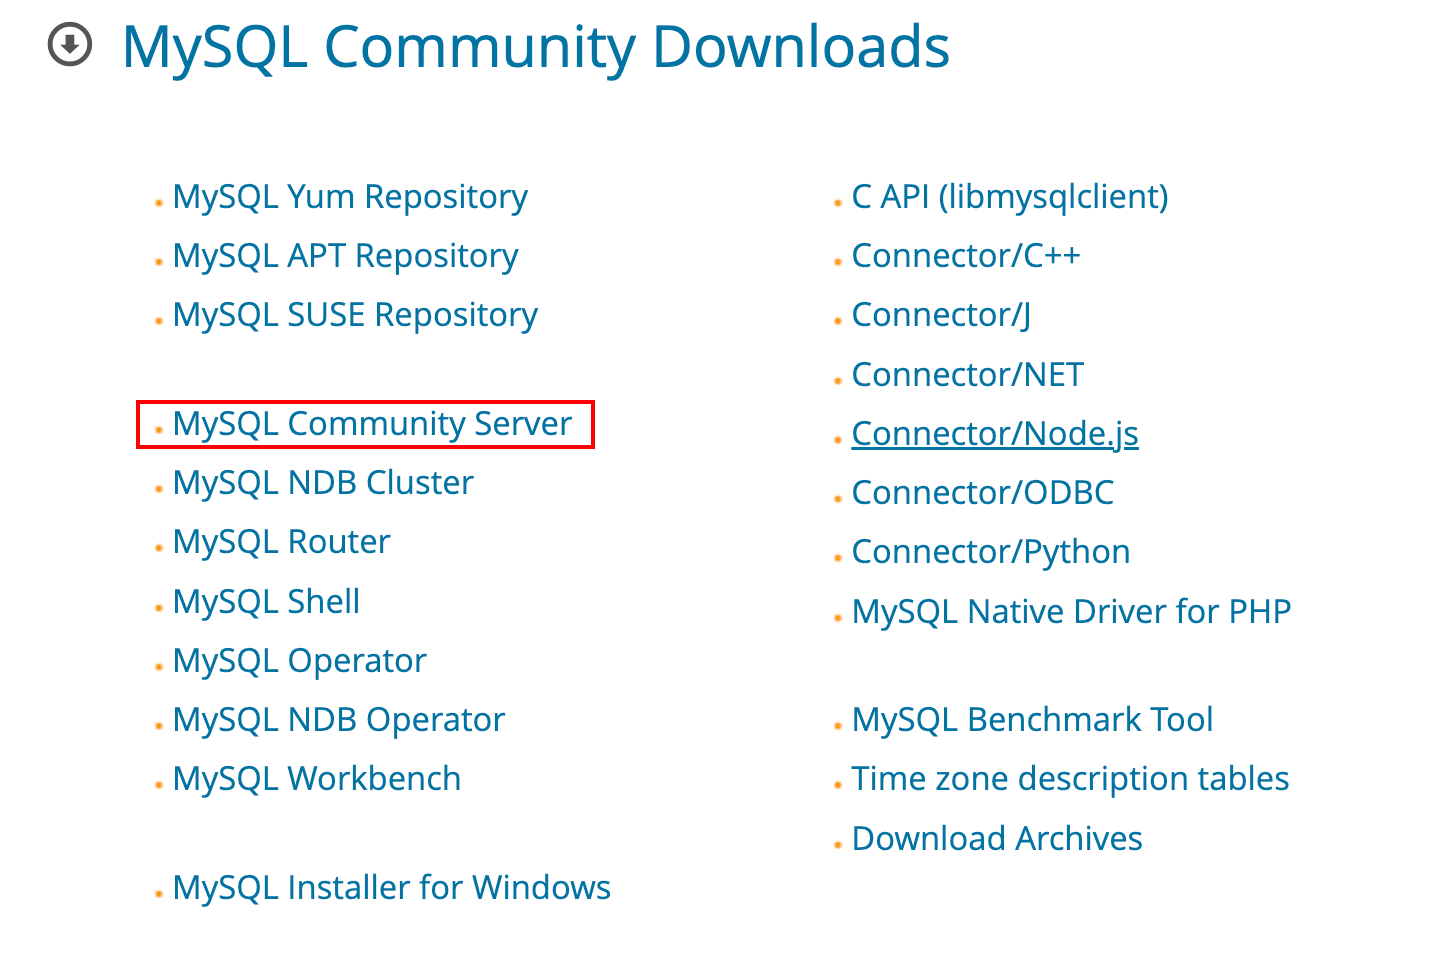 MySQL Community Downloads
MySQL Yum Repository
MySQL APT Repository
MySQL SUSE Repository
MySQL Community Server
MySQL NDB Cluster
MySQL Router
MySQL Shell
MySQL Operator
MySQL NDB Operator
MySQL Workbench
MySQL Installer for Windows
C API (libmysqlclient)
Connector/C++
Connector/J
Connector/NET
Connector/Node.js
Connector/ODBC
Connector/Python
MySQL Native Driver for PHP
MySQL Benchmark Tool
Time zone description tables
Download Archives